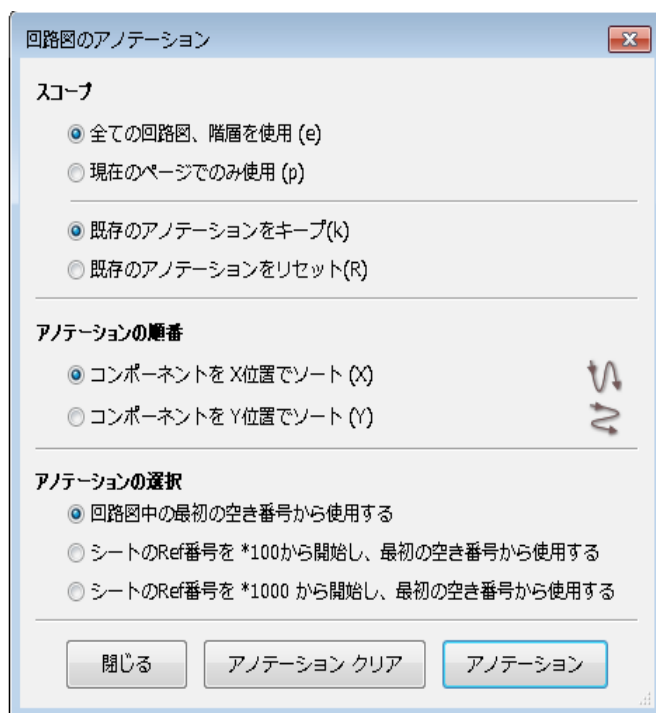 回路図のアノテーション
スコープ
全ての回路図、階層を使用 (e)
現在のページでのみ使用 (p)
既存のアノテーションをキープ(k)
既存のアノテーションをリセット(R)
アノテーションの順番
コンポーネントを X位置でソート (X)
コンポーネントを Y位置でソート (Y)
アノテーションの選択
回路図中の最初の空き番号から使用する
シートのRef番号を *100から開始し、最初の空き番号から使用する
シートのRef番号を *1000 から開始し、最初の空き番号から使用する
閉じる アノテーション クリア アノテーション